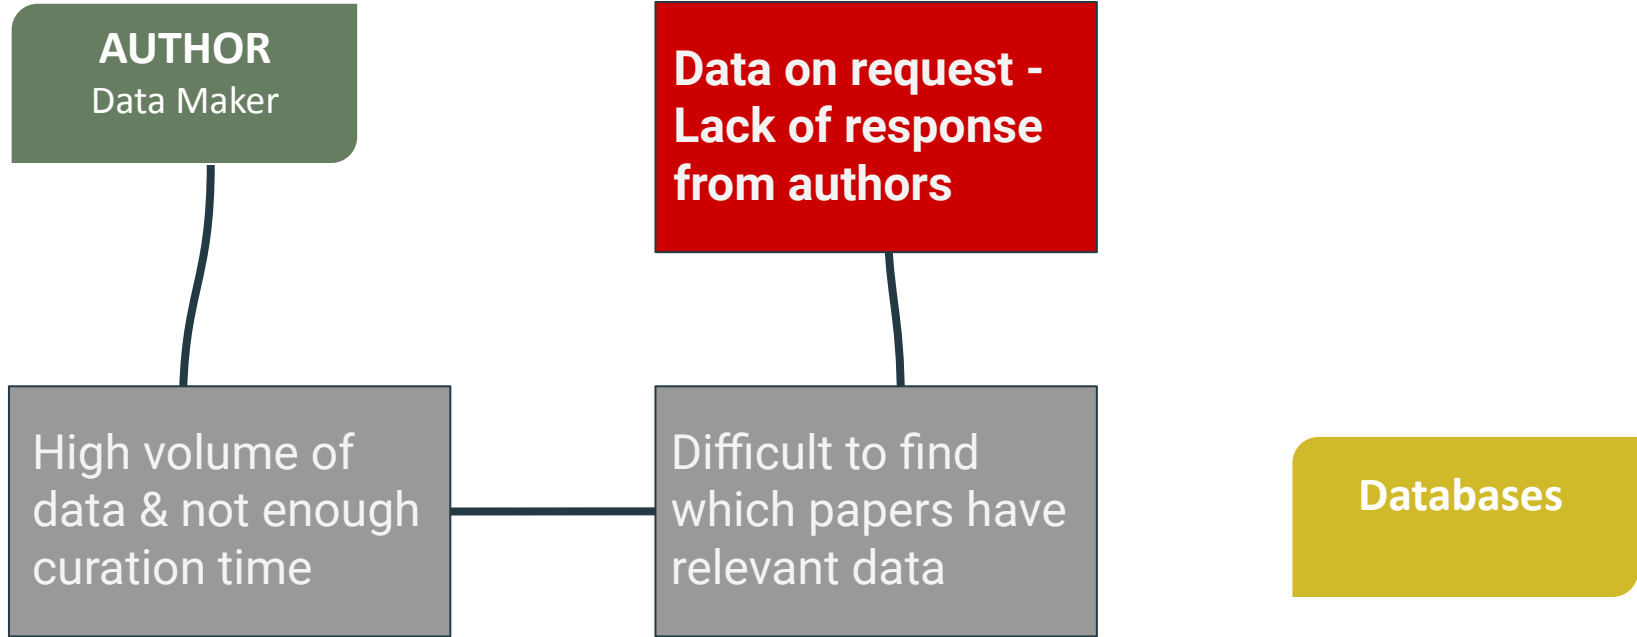 AUTHOR
Data Maker
Data on request -
Lack of response
from authors
High volume of
data & not enough
curation time
Difficult to find
which papers have
relevant data
Databases